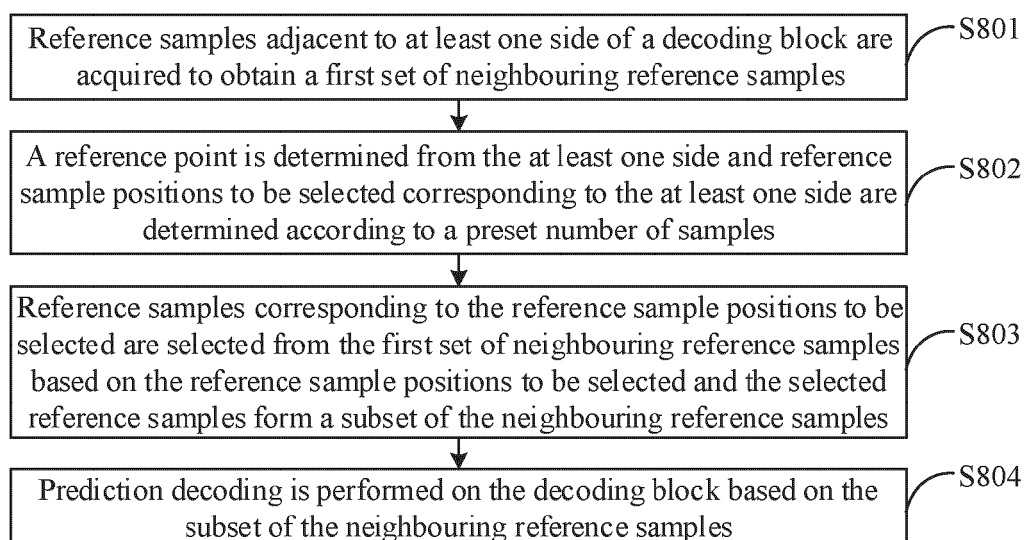 Reference samples adjacent to at least one side of a decoding block are
acquired to obtain a first set of neighbouring reference samples
S801
A reference point is determined from the at least one side and reference
sample positions to be selected corresponding to the at least one side are
determined according to a preset number of samples
S802
Reference samples corresponding to the reference sample positions to be
selected are selected from the first set of neighbouring reference samples
based on the reference sample positions to be selected and the selected
reference samples form a subset of the neighbouring reference samples
S803
Prediction decoding is performed on the decoding block based on the
subset of the neighbouring reference samples
S804